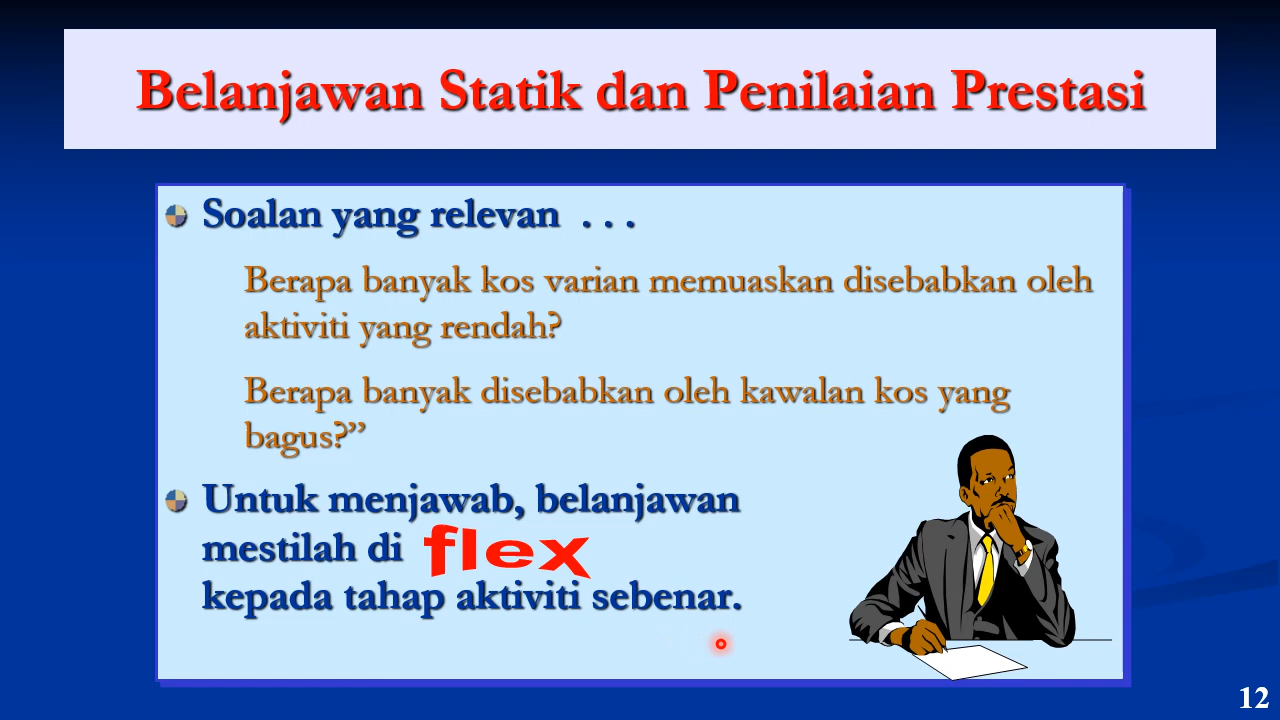 Belanjawan Statik dan Penilaian Prestasi
Soalan yang relevan . . .
Berapa banyak kos varian memuaskan disebabkan oleh
aktiviti yang rendah?
Berapa banyak disebabkan oleh kawalan kos yang
bagus?”
Untuk menjawab, belanjawan
mestilah di flex
kepada tahap aktiviti sebenar.
12